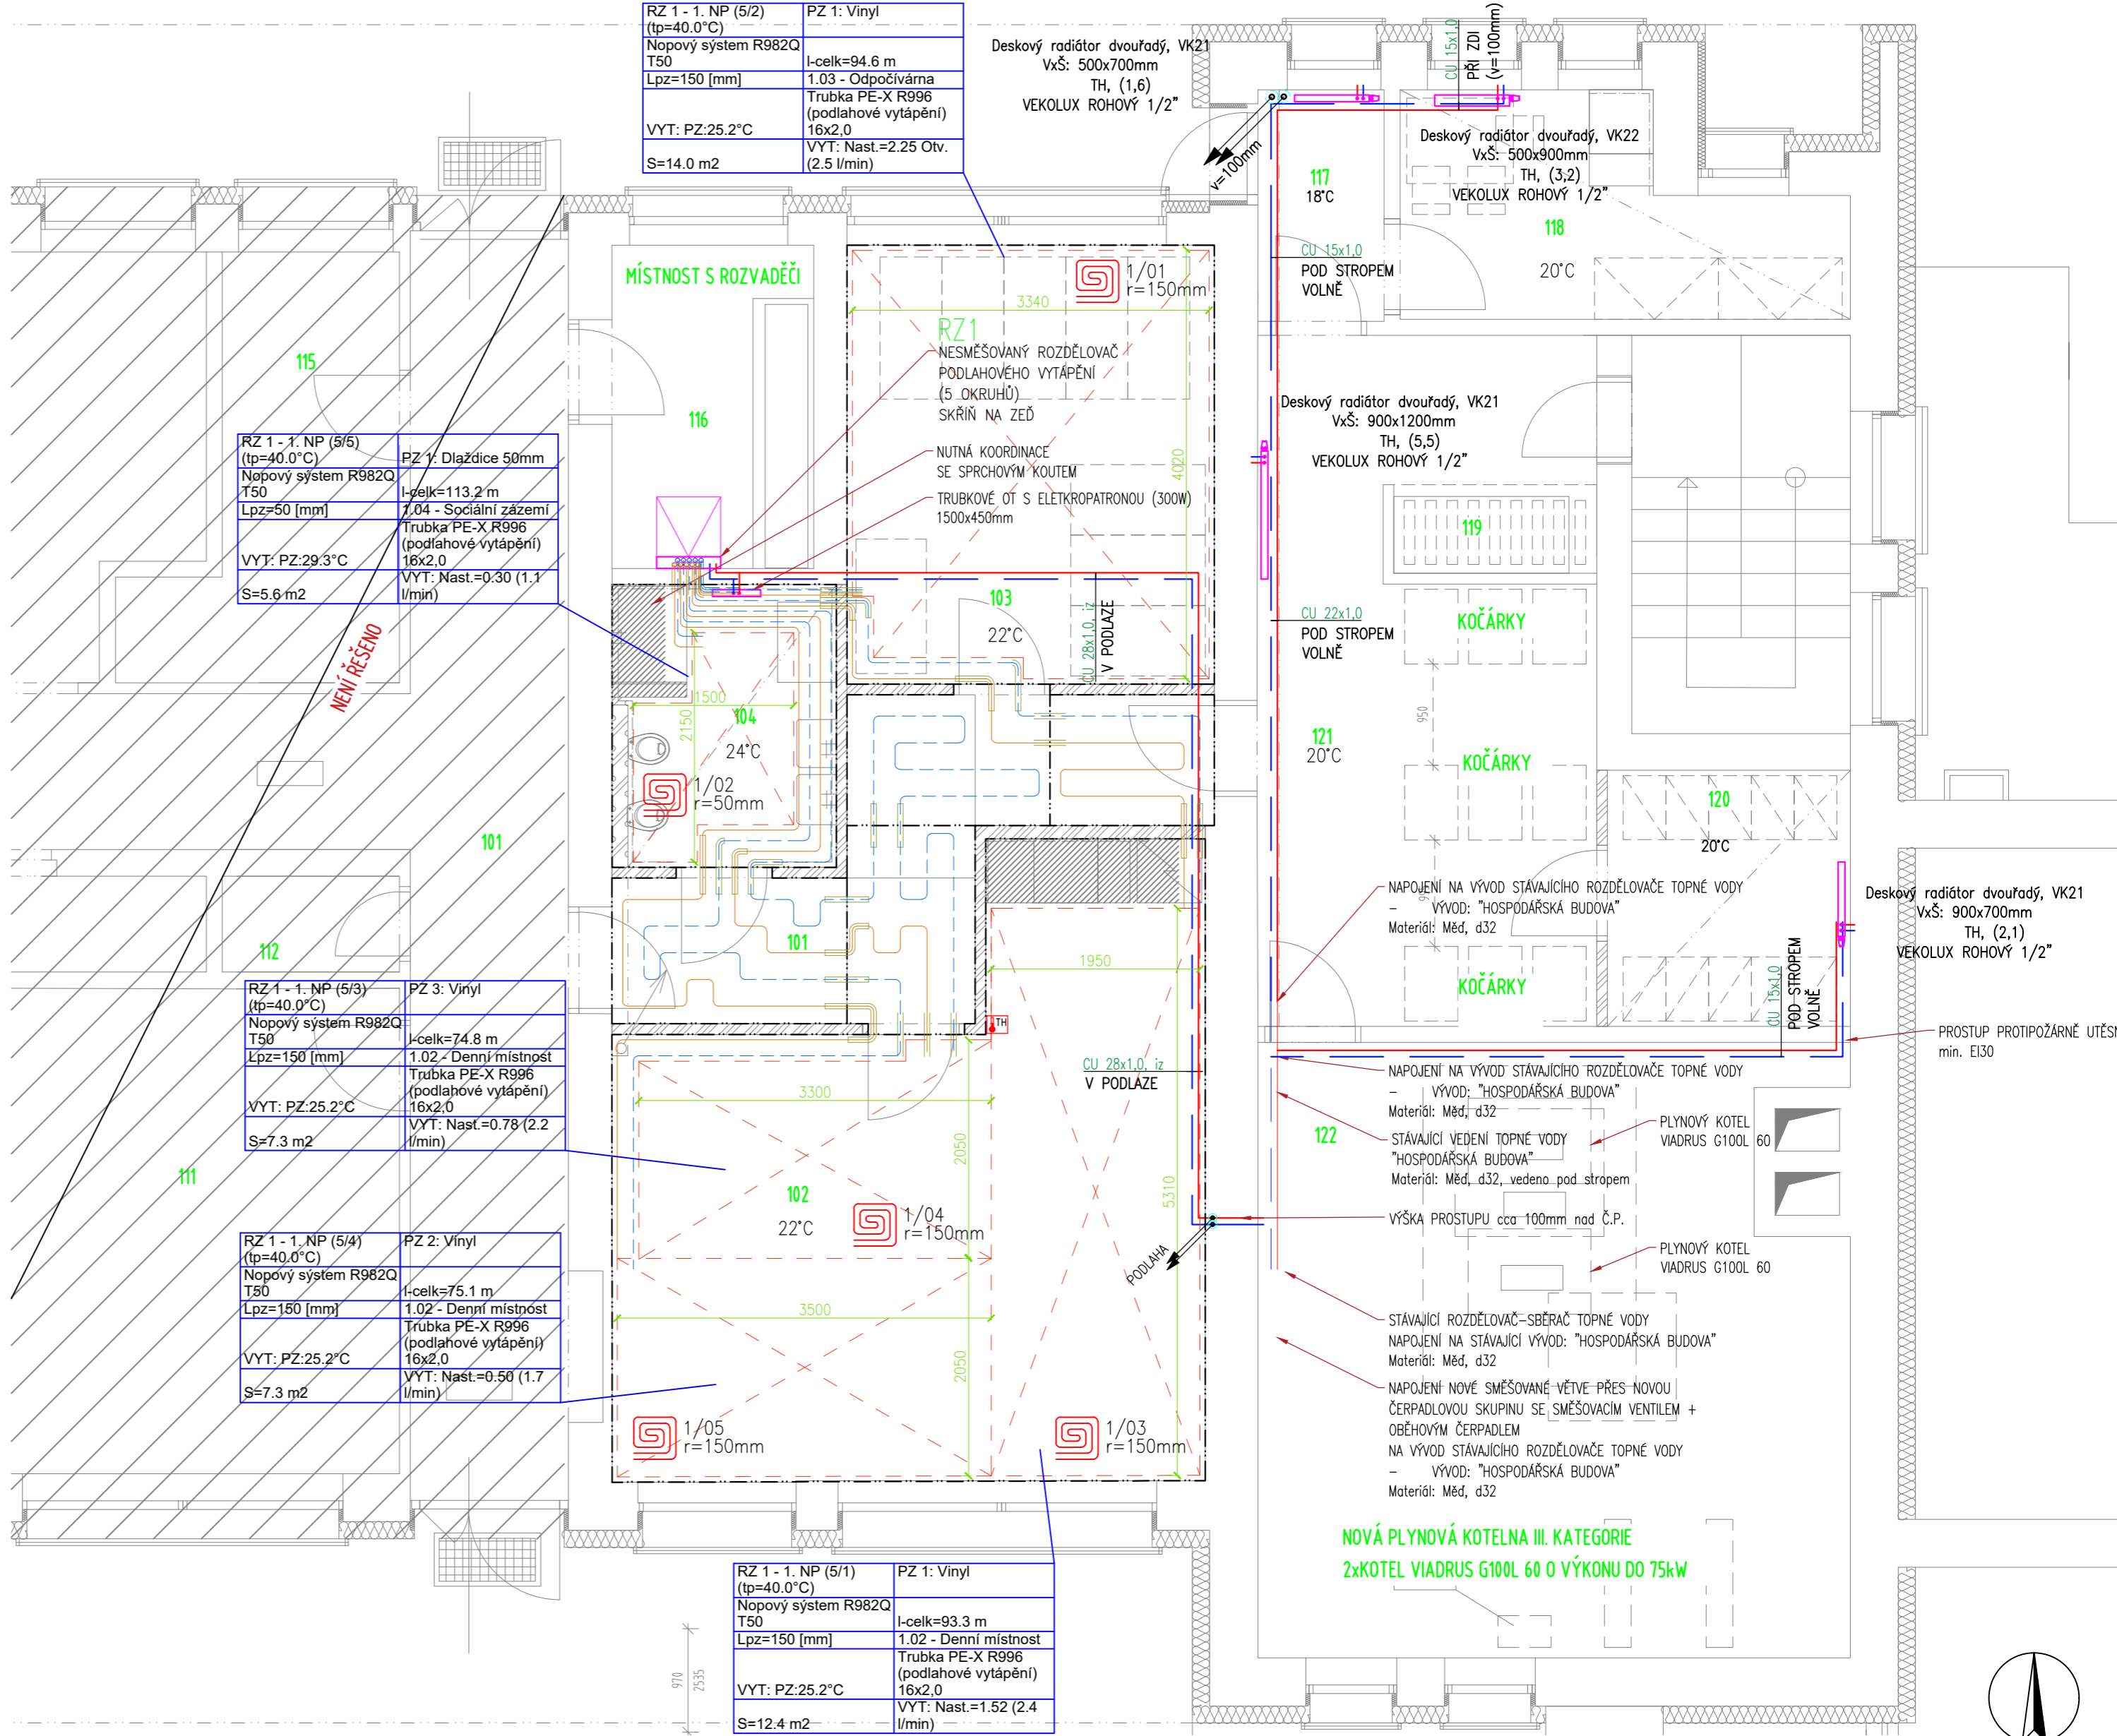 RZ 1 - 1. NP (5/2)
(tp=40.0°C)
PZ 1: Vinyl
Nopový sýstem R982Q
T50
l-celk=94.6 m
Lpz=150 [mm]
1.03 - Odpočívárna
VYT: PZ:25.2°C
Trubka PE-X R996
(podlahové vytápění)
16x2,0
S=14.0 m2
VYT: Nast.=2.25 Otv.
(2.5 l/min)
Deskový radiátor dvouřadý, VK21
VxŠ: 500x700mm
TH, (1,6)
VEKOLUX ROHOVÝ 1/2"
CU 15x1,0
PŘI ZDI
(v=100mm)
v=100mm
Deskový radiátor dvouřadý, VK22
VxŠ: 500x900mm
TH, (3,2)
VEKOLUX ROHOVÝ 1/2"
117
18°C
118
20°C
CU 15x1,0
POD STROPEM
VOLNĚ
MÍSTNOST S ROZVADĚČI
1/01
r=150mm
3340
RZ1
NESMĚŠOVANÝ ROZDĚLOVAČ
PODLAHOVÉHO VYTÁPĚNÍ
(5 OKRUHŮ)
SKŘÍŇ NA ZEĎ
115
116
NUTNÁ KOORDINACE
SE SPRCHOVÝM KOUTEM
TRUBKOVÉ OT S ELETKROPATRONOU (300W)
1500x450mm
4020
Deskový radiátor dvouřadý, VK21
VxŠ: 900x1200mm
TH, (5,5)
VEKOLUX ROHOVÝ 1/2"
119
RZ 1 - 1. NP (5/5)
(tp=40.0°C)
PZ 1: Dlaždice 50mm
Nopový sýstem R982Q
T50
l-celk=113.2 m
Lpz=50 [mm]
1.04 - Sociální zázemí
VYT: PZ:29.3°C
Trubka PE-X R996
(podlahové vytápění)
16x2,0
S=5.6 m2
VYT: Nast.=0.30 (1.1
l/min)
NENÍ ŘEŠENO
103
22°C
CU 28x1,0, iz
V PODLAZE
CU 22x1,0
POD STROPEM
VOLNĚ
KOČÁRKY
950
1500
2150
104
24°C
1/02
r=50mm
121
20°C
KOČÁRKY
120
20°C
101
101
112
NAPOJENÍ NA VÝVOD STÁVAJÍCÍHO ROZDĚLOVAČE TOPNÉ VODY
- VÝVOD: "HOSPODÁŘSKÁ BUDOVA"
Materiál: Měď, d32
KOČÁRKY
Deskový radiátor dvouřadý, VK21
VxŠ: 900x700mm
TH, (2,1)
VEKOLUX ROHOVÝ 1/2"
CU 15x1,0
POD STROPEM
VOLNĚ
1950
TH
RZ 1 - 1. NP (5/3)
(tp=40.0°C)
PZ 3: Vinyl
Nopový sýstem R982Q
T50
l-celk=74.8 m
Lpz=150 [mm]
1.02 - Denní místnost
VYT: PZ:25.2°C
Trubka PE-X R996
(podlahové vytápění)
16x2,0
S=7.3 m2
VYT: Nast.=0.78 (2.2
l/min)
CU 28x1,0, iz
V PODLAZE
3300
2050
5310
PROSTUP PROTIPOŽÁRNĚ UTĚSN
min. EI30
NAPOJENÍ NA VÝVOD STÁVAJÍCÍHO ROZDĚLOVAČE TOPNÉ VODY
- VÝVOD: "HOSPODÁŘSKÁ BUDOVA"
Materiál: Měď, d32
122
STÁVAJÍCÍ VEDENÍ TOPNÉ VODY
"HOSPODÁŘSKÁ BUDOVA"
Materiál: Měď, d32, vedeno pod stropem
PLYNOVÝ KOTEL
VIADRUS G100L 60
111
102
22°C
1/04
r=150mm
VÝŠKA PROSTUPU cca 100mm nad Č.P.
PODLAHA
PLYNOVÝ KOTEL
VIADRUS G100L 60
RZ 1 - 1. NP (5/4)
(tp=40.0°C)
PZ 2: Vinyl
Nopový sýstem R982Q
T50
l-celk=75.1 m
Lpz=150 [mm]
1.02 - Denní místnost
VYT: PZ:25.2°C
Trubka PE-X R996
(podlahové vytápění)
16x2,0
S=7.3 m2
VYT: Nast.=0.50 (1.7
l/min)
3500
2050
STÁVAJÍCÍ ROZDĚLOVAČ-SBĚRAČ TOPNÉ VODY
NAPOJENÍ NA STÁVAJÍCÍ VÝVOD: "HOSPODÁŘSKÁ BUDOVA"
Materiál: Měď, d32
NAPOJENÍ NOVÉ SMĚŠOVANÉ VĚTVE PŘES NOVOU
ČERPADLOVOU SKUPINU SE SMĚŠOVACÍM VENTILEM +
OBĚHOVÝM ČERPADLEM
NA VÝVOD STÁVAJÍCÍHO ROZDĚLOVAČE TOPNÉ VODY
- VÝVOD: "HOSPODÁŘSKÁ BUDOVA"
Materiál: Měď, d32
1/05
r=150mm
1/03
r=150mm
NOVÁ PLYNOVÁ KOTELNA III. KATEGORIE
2xKOTEL VIADRUS G100L 60 O VÝKONU DO 75kW
RZ 1 - 1. NP (5/1)
(tp=40.0°C)
PZ 1: Vinyl
Nopový sýstem R982Q
T50
l-celk=93.3 m
Lpz=150 [mm]
1.02 - Denní místnost
VYT: PZ:25.2°C
Trubka PE-X R996
(podlahové vytápění)
16x2,0
S=12.4 m2
VYT: Nast.=1.52 (2.4
l/min)
970
2535